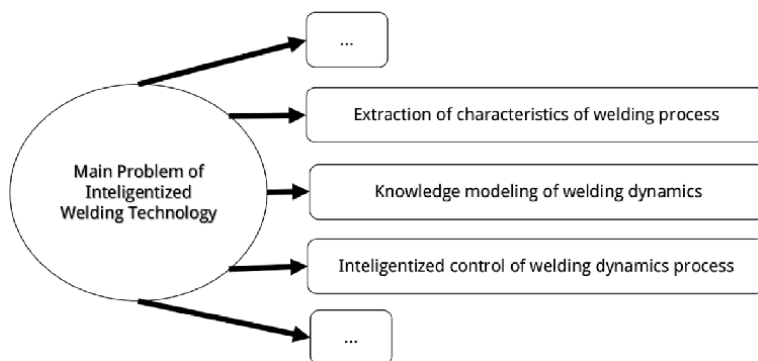 ...
Extraction of characteristics of welding process
Main Problem of
Inteligentized
Welding Technology
Knowledge modeling of welding dynamics
Inteligentized control of welding dynamics process
...